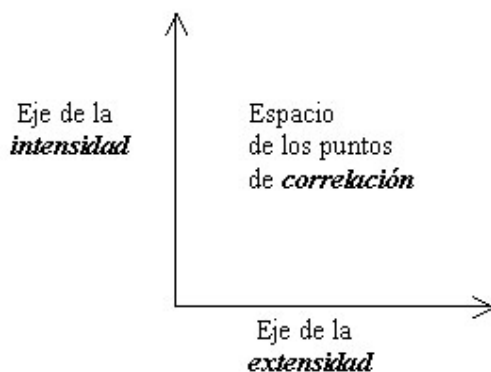 Eje de la
intensidad
Espacio
de los puntos
de correlación
Eje de la
extensidad